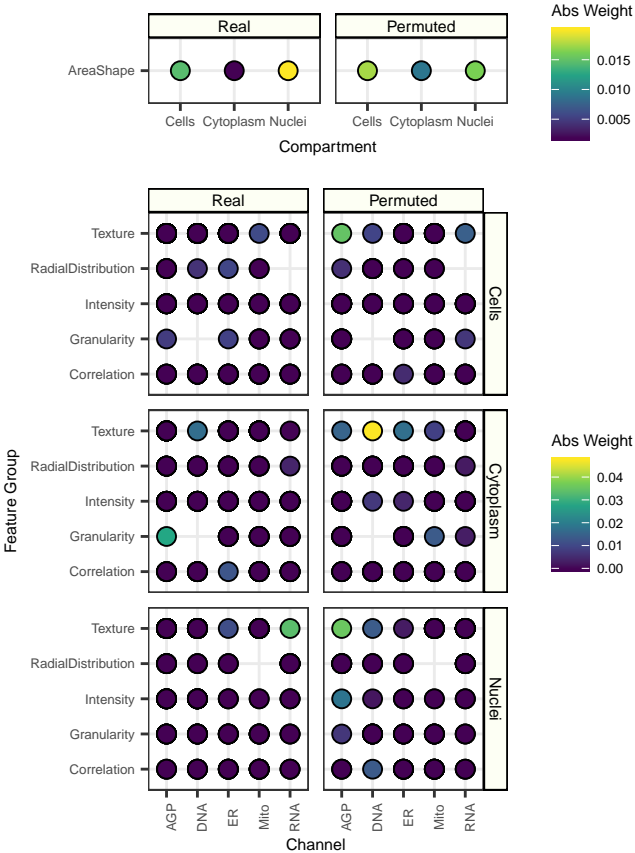 Abs Weight
Real
Permuted
0.015
0.010
0.005
AreaShape
Cells
Cytoplasm
Nuclei
Cells
Cytoplasm
Nuclei
Compartment
Real
Permuted
Texture
RadialDistribution
Intensity
Granularity
Correlation
Cells
Feature Group
Texture
RadialDistribution
Intensity
Granularity
Correlation
Cytoplasm
Abs Weight
0.04
0.03
0.02
0.01
0.00
Texture
RadialDistribution
Intensity
Granularity
Correlation
Nuclei
AGP
DNA
ER
Mito
RNA
AGP
DNA
ER
Mito
RNA
Channel